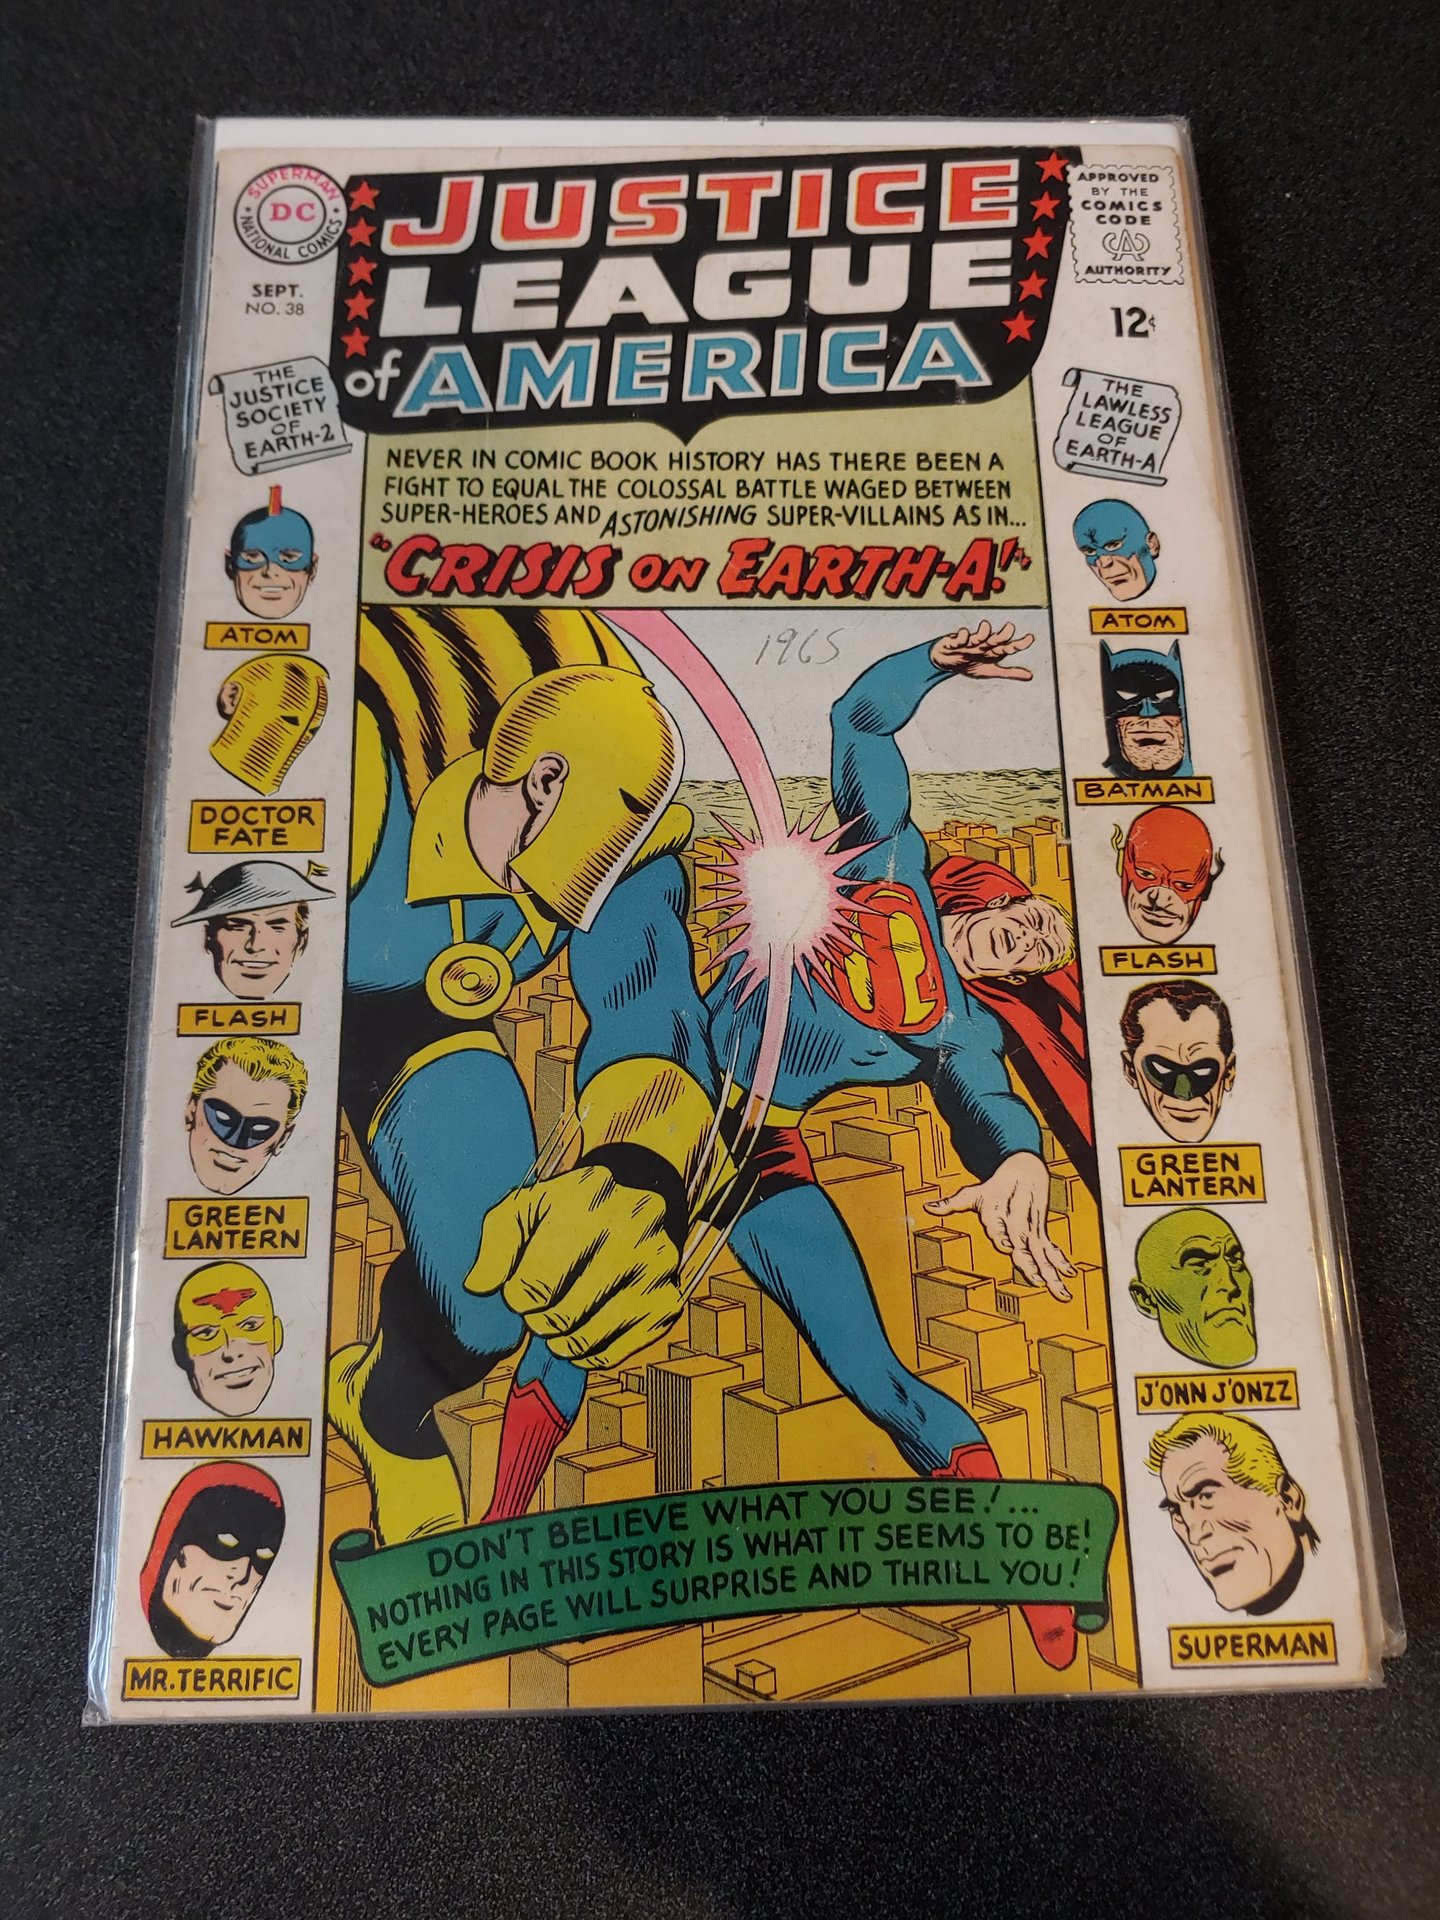 SUPERMAN
DC
NATIONAL COMICS
SEPT.
NO. 38
JUSTICE
LEAGUE
of AMERICA
APPROVED
BY THE
COMICS
CODE
CA
AUTHORITY
12¢
THE
JUSTICE
SOCIETY
OF
EARTH-2
THE
LAWLESS
LEAGUE
OF
EARTH-A
NEVER IN COMIC BOOK HISTORY HAS THERE BEEN A
FIGHT TO EQUAL THE COLOSSAL BATTLE WAGED BETWEEN
SUPER-HEROES AND ASTONISHING SUPER-VILLAINS AS IN...
"CRISIS ON EARTH-A!"
1965
ATOM
DOCTOR
FATE
FLASH
GREEN
LANTERN
HAWKMAN
MR. TERRIFIC
ATOM
BATMAN
FLASH
GREEN
LANTERN
J'ONN J'ONZZ
SUPERMAN
DON'T BELIEVE WHAT YOU SEE!...
NOTHING IN THIS STORY IS WHAT IT SEEMS TO BE!
EVERY PAGE WILL SURPRISE AND THRILL YOU!